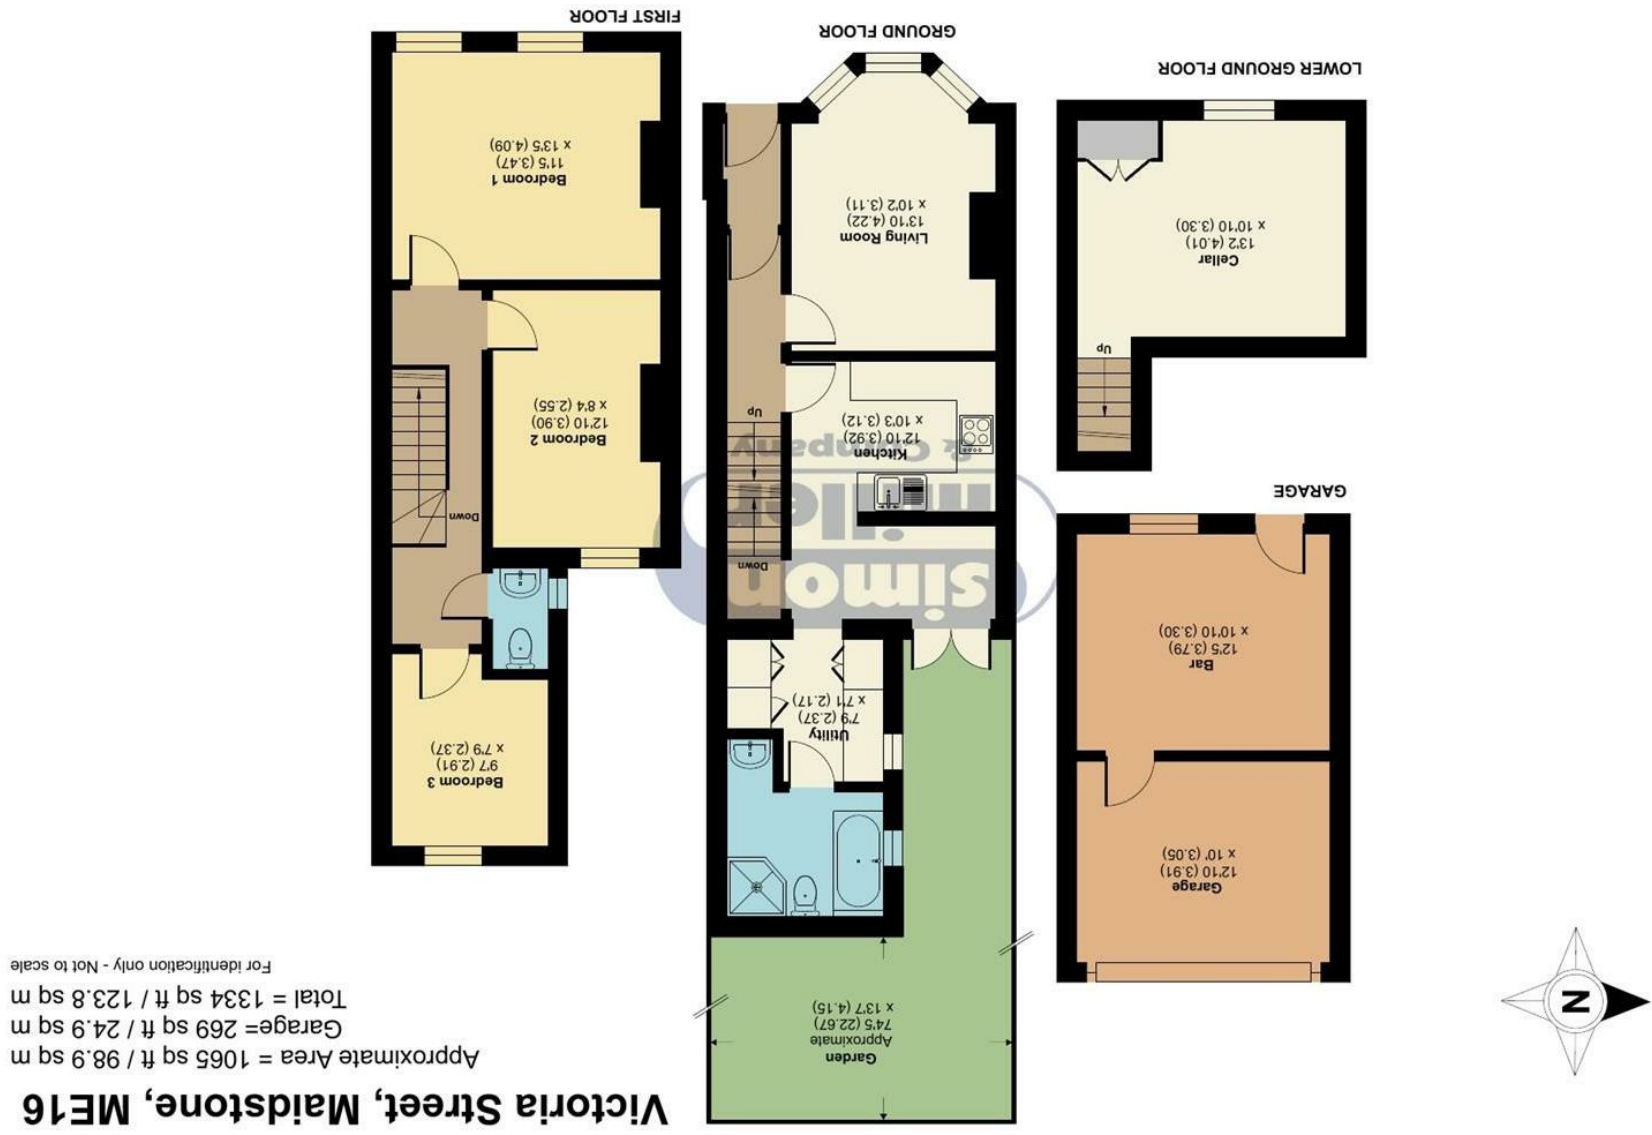 Victoria Street, Maidstone, ME16
Approximate Area = 1065 sq ft / 98.9 sq m
Garage= 269 sq ft / 24.9 sq m
Total = 1334 sq ft / 123.8 sq m
For identification only - Not to scale
N
Garden
Approximate
74'5 (22.67)
x 13'7 (4.15)
Garage
12'10 (3.91)
x 10' (3.05)
Bar
12'5 (3.79)
x 10'10 (3.30)
GARAGE
Up
Cellar
13'2 (4.01)
x 10'10 (3.30)
LOWER GROUND FLOOR
Utility
7'9 (2.37)
x 7'1 (2.17)
Down
Up
Kitchen
12'10 (3.92)
x 10'3 (3.12)
Living Room
13'10 (4.22)
x 10'2 (3.11)
GROUND FLOOR
Bedroom 3
9'7 (2.91)
x 7'9 (2.37)
Down
Bedroom 2
12'10 (3.90)
x 8'4 (2.55)
Bedroom 1
11'5 (3.47)
x 13'5 (4.09)
FIRST FLOOR
simon
miller
& Company